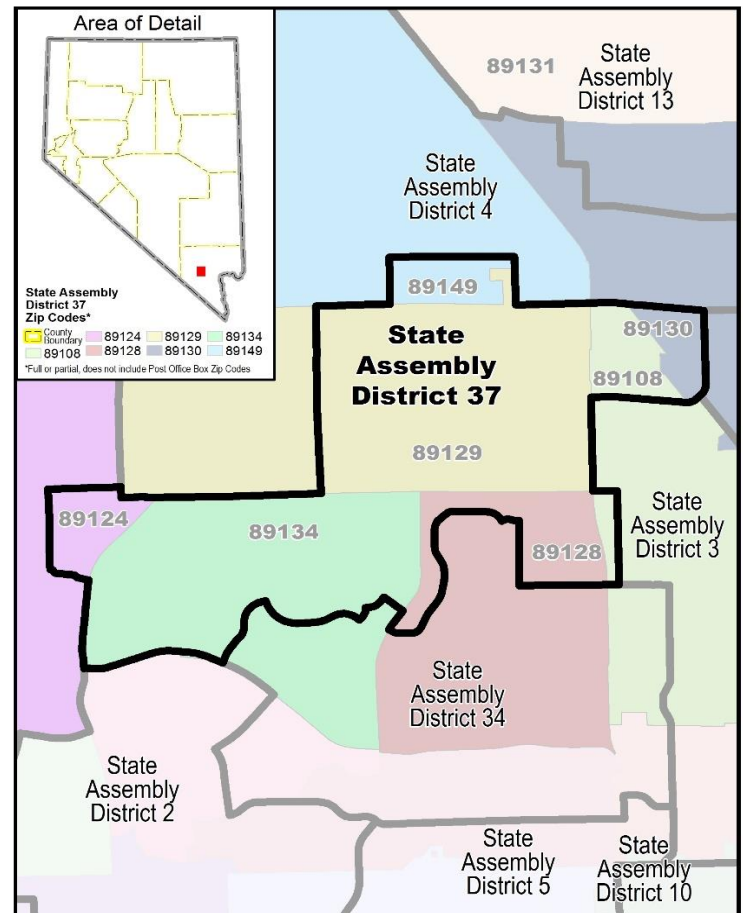 Area of Detail
State Assembly
District 37
Zip Codes*
County
Boundary
89124
89129
89134
89108
89128
89130
89149
*Full or partial, does not include Post Office Box Zip Codes
89131
State
Assembly
District 13
State
Assembly
District 4
89149
89130
State
Assembly
District 37
89108
89129
89124
89134
89128
State
Assembly
District 3
State
Assembly
District 34
State
Assembly
District 2
State
Assembly
District 5
State
Assembly
District 10